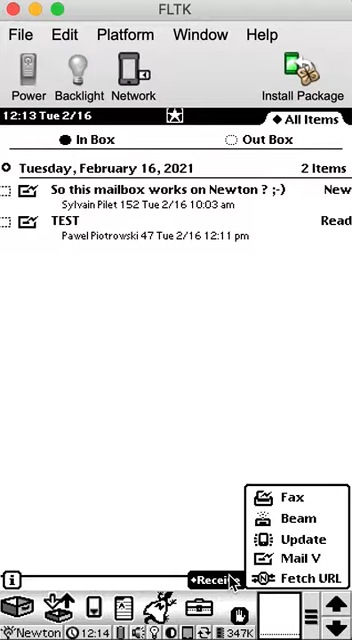 FLTK
File Edit Platform Window Help
Power Backlight Network Install Package
12:13 Tue 2/16 ◆ All Items
In Box Out Box
Tuesday, February 16, 2021 2 Items
So this mailbox works on Newton ? ;-) New
Sylvain Pilet 152 Tue 2/16 10:03 am
TEST Read
Pawel Piotrowski 47 Tue 2/16 12:11 pm
Fax
Beam
Update
Mail V
Fetch URL
i ◆Receive
Newton 12:14 347K